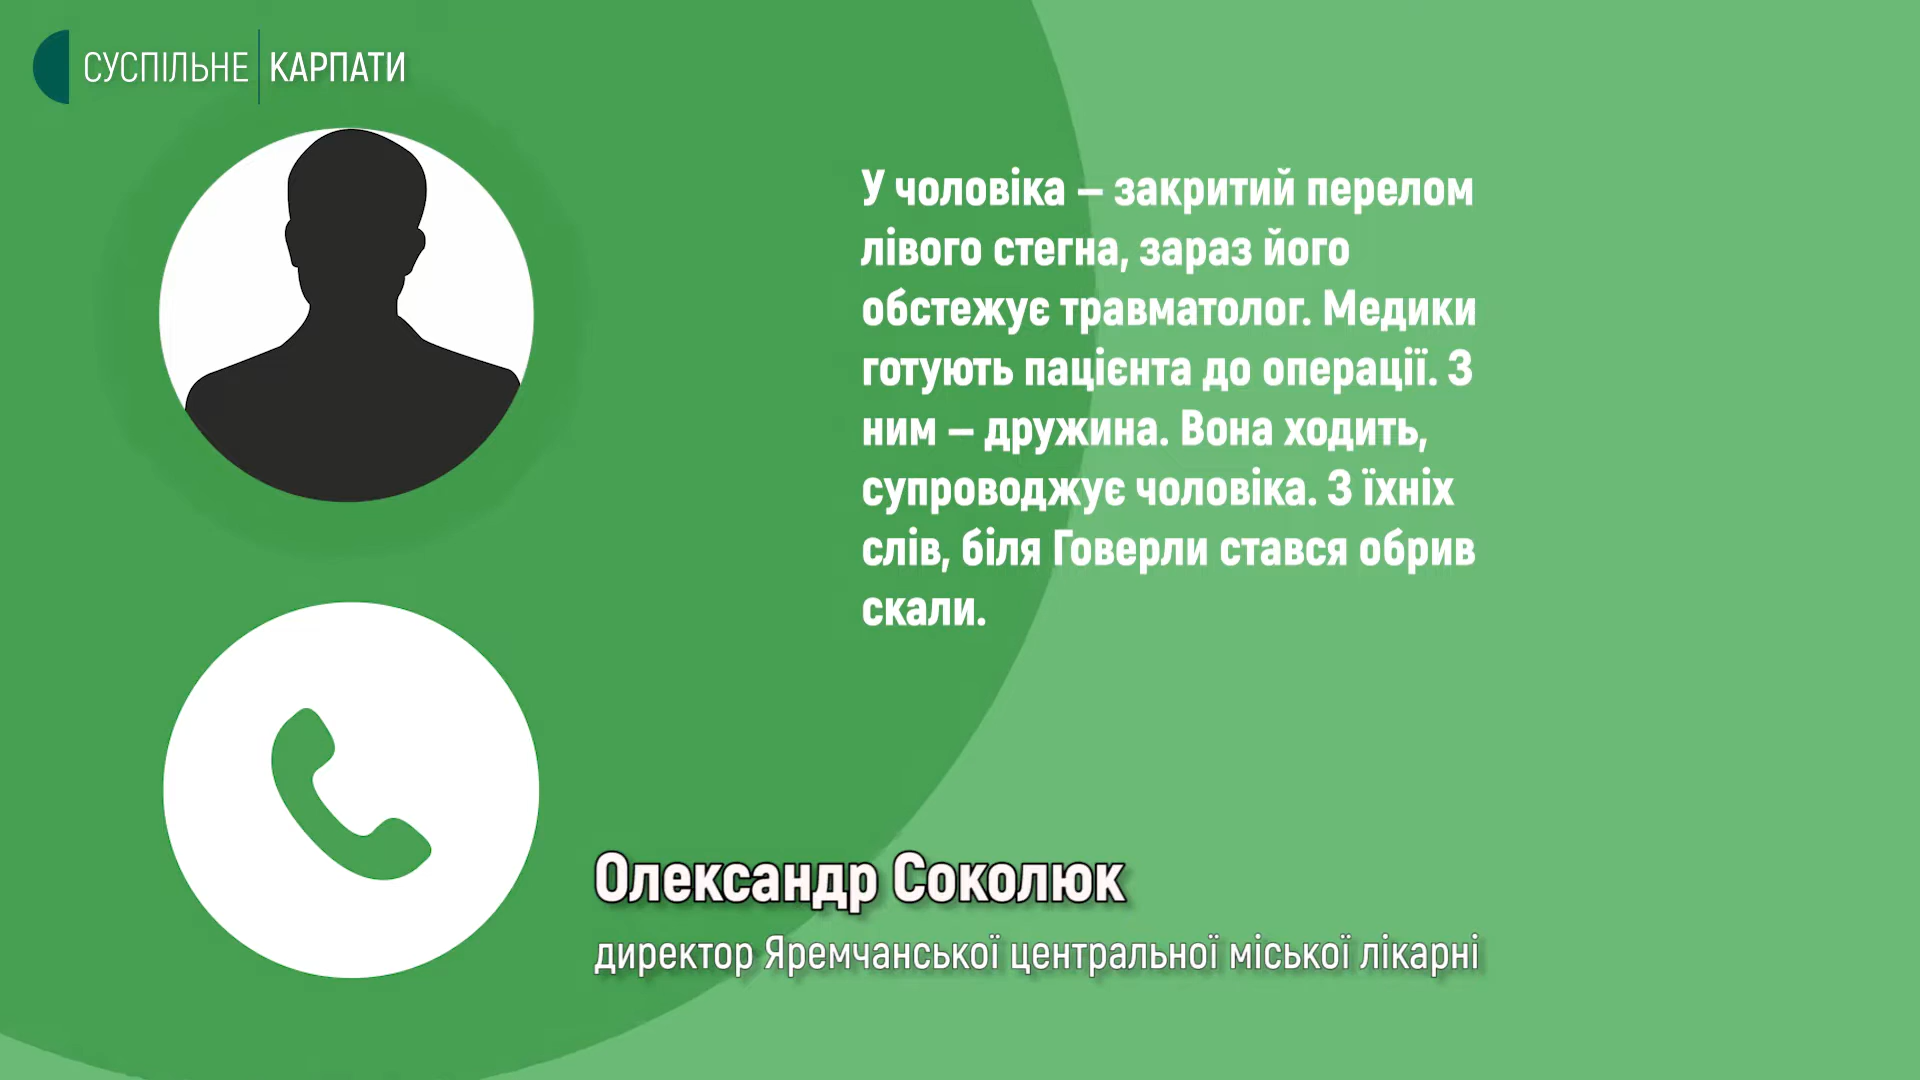 СУСПІЛЬНЕ КАРПАТИ
У чоловіка – закритий перелом
лівого стегна, зараз його
обстежує травматолог. Медики
готують пацієнта до операції. З
ним – дружина. Вона ходить,
супроводжує чоловіка. З їхніх
слів, біля Говерли стався обрив
скали.
Олександр Соколюк
директор Яремчанської центральної міської лікарні